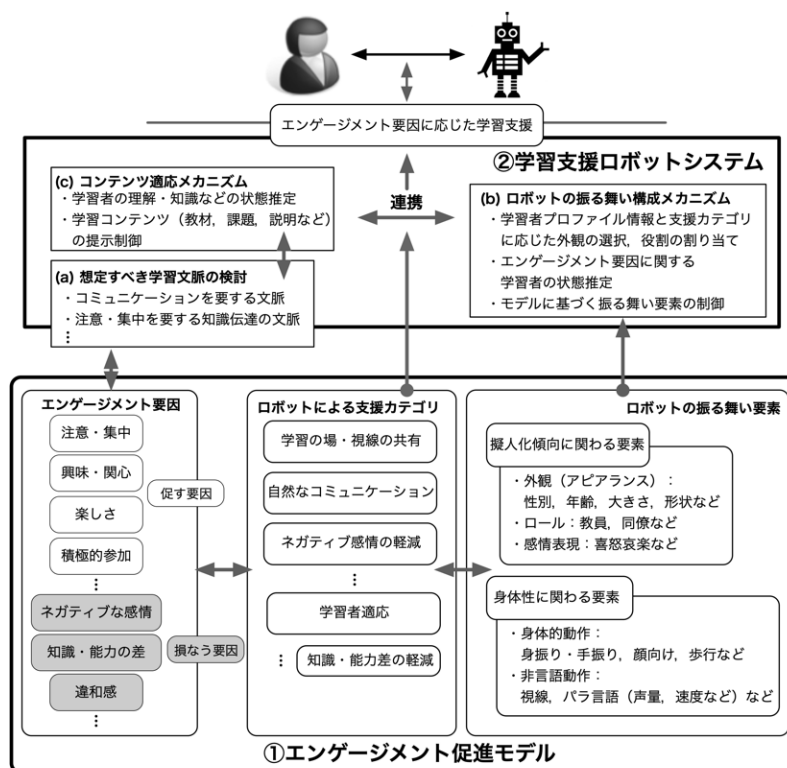 エンゲージメント要因に応じた学習支援
②学習支援ロボットシステム
(c) コンテンツ適応メカニズム
・学習者の理解・知識などの状態推定
・学習コンテンツ（教材，課題，説明など）
の提示制御
連携
(b) ロボットの振る舞い構成メカニズム
・学習者プロファイル情報と支援カテゴリ
に応じた外観の選択，役割の割り当て
・エンゲージメント要因に関する
学習者の状態推定
・モデルに基づく振る舞い要素の制御
(a) 想定すべき学習文脈の検討
・コミュニケーションを要する文脈
・注意・集中を要する知識伝達の文脈
⋮
エンゲージメント要因
注意・集中
興味・関心
促す要因
楽しさ
積極的参加
⋮
ネガティブな感情
知識・能力の差
損なう要因
違和感
⋮
ロボットによる支援カテゴリ
学習の場・視線の共有
自然なコミュニケーション
ネガティブ感情の軽減
⋮
学習者適応
⋮
知識・能力差の軽減
ロボットの振る舞い要素
擬人化傾向に関わる要素
・外観（アピアランス）：
性別，年齢，大きさ，形状など
・ロール：教員，同僚など
・感情表現：喜怒哀楽など
身体性に関わる要素
・身体的動作：
身振り・手振り，顔向け，歩行など
・非言語動作：
視線，パラ言語（声量，速度など）など
①エンゲージメント促進モデル